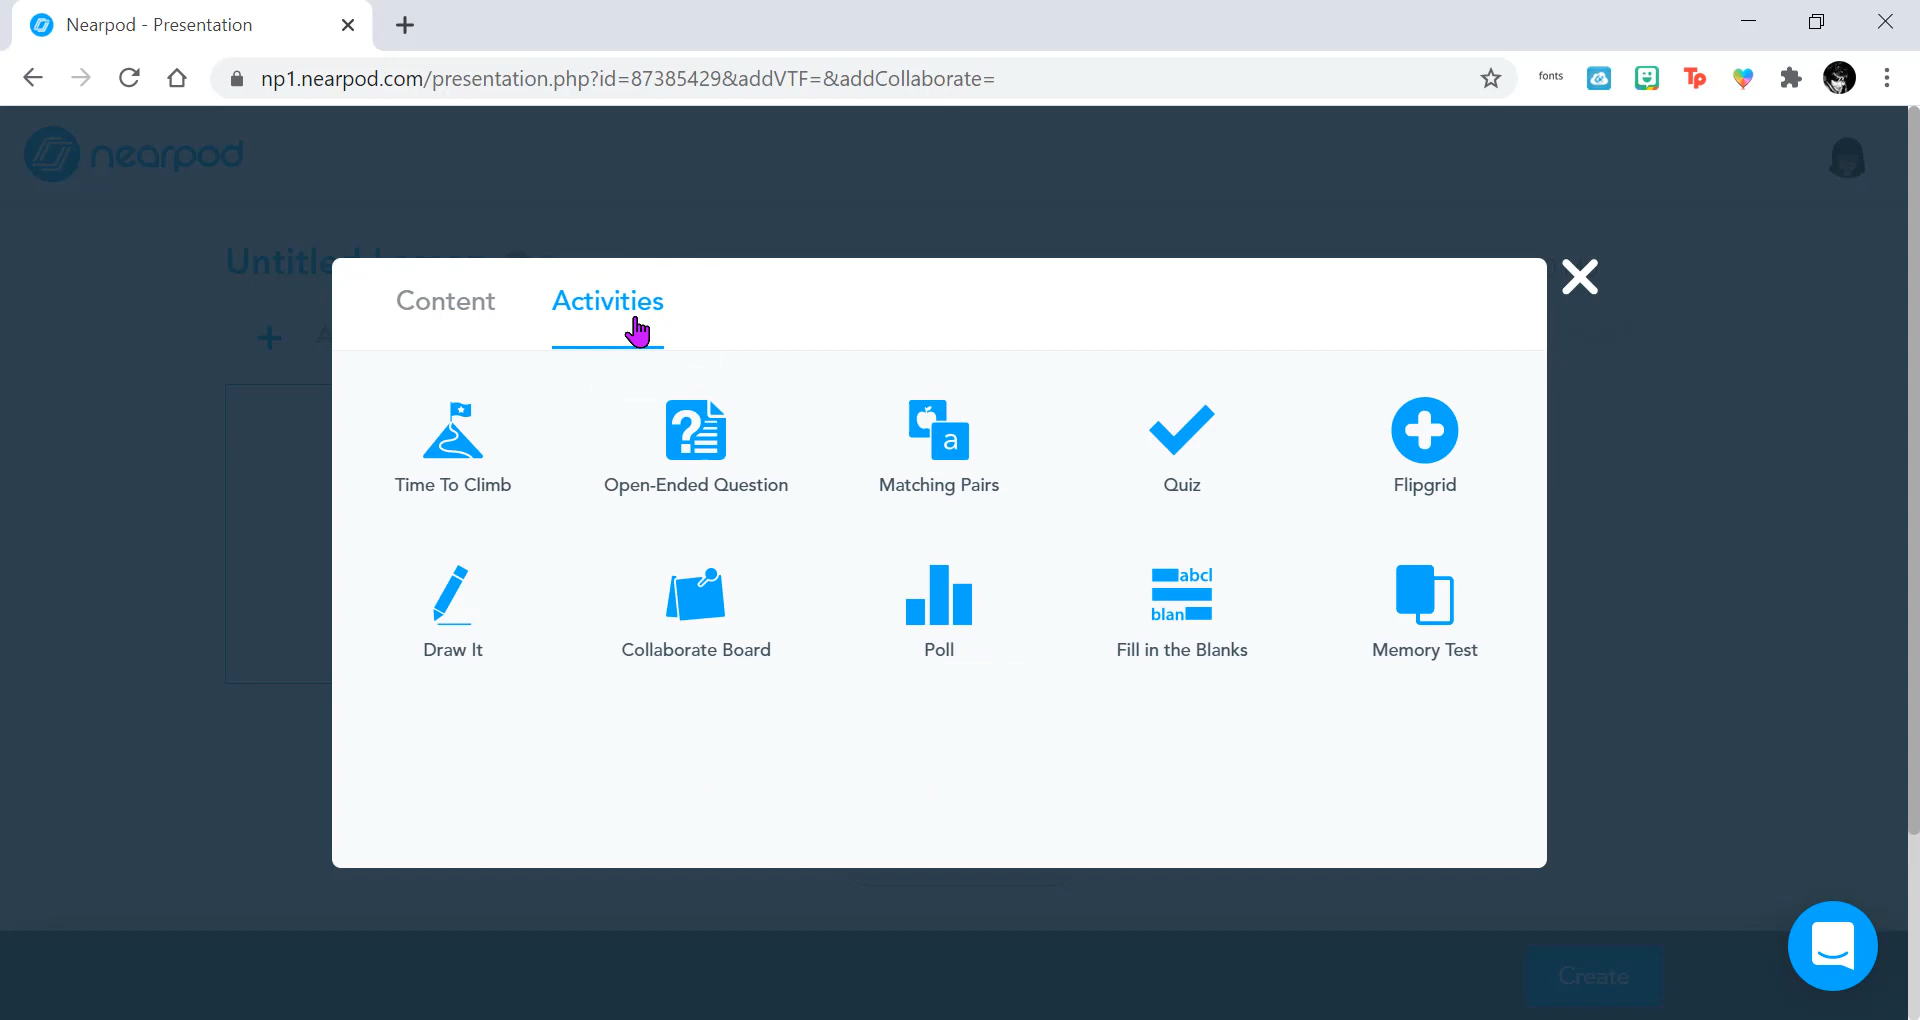 Nearpod - Presentation
np1.nearpod.com/presentation.php?id=87385429&addVTF=&addCollaborate=
fonts
Tp
nearpod
Content Activities
a
Time To Climb Open-Ended Question Matching Pairs Quiz Flipgrid
abcl
blan
Draw It Collaborate Board Poll Fill in the Blanks Memory Test
Create